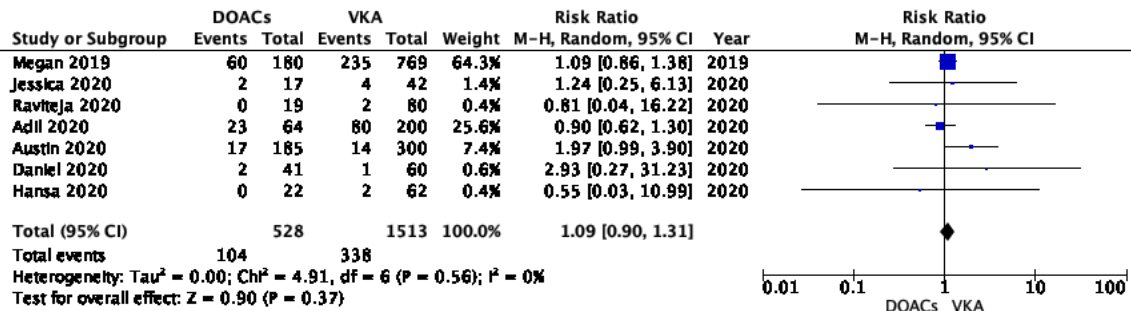 DOACs VKA Risk Ratio Risk Ratio
Study or Subgroup Events Total Events Total Weight M-H, Random, 95% CI Year M-H, Random, 95% CI
Megan 2019 60 180 235 769 64.3% 1.09 [0.86, 1.38] 2019
Jessica 2020 2 17 4 42 1.4% 1.24 [0.25, 6.13] 2020
Raviteja 2020 0 19 2 80 0.4% 0.81 [0.04, 16.22] 2020
Adil 2020 23 64 80 200 25.6% 0.90 [0.62, 1.30] 2020
Austin 2020 17 185 14 300 7.4% 1.97 [0.99, 3.90] 2020
Daniel 2020 2 41 1 60 0.6% 2.93 [0.27, 31.23] 2020
Hansa 2020 0 22 2 62 0.4% 0.55 [0.03, 10.99] 2020
Total (95% CI) 528 1513 100.0% 1.09 [0.90, 1.31]
Total events 104 338
Heterogeneity: Tau² = 0.00; Chi² = 4.91, df = 6 (P = 0.56); I² = 0%
Test for overall effect: Z = 0.90 (P = 0.37)
0.01 0.1 1 10 100
DOACs VKA